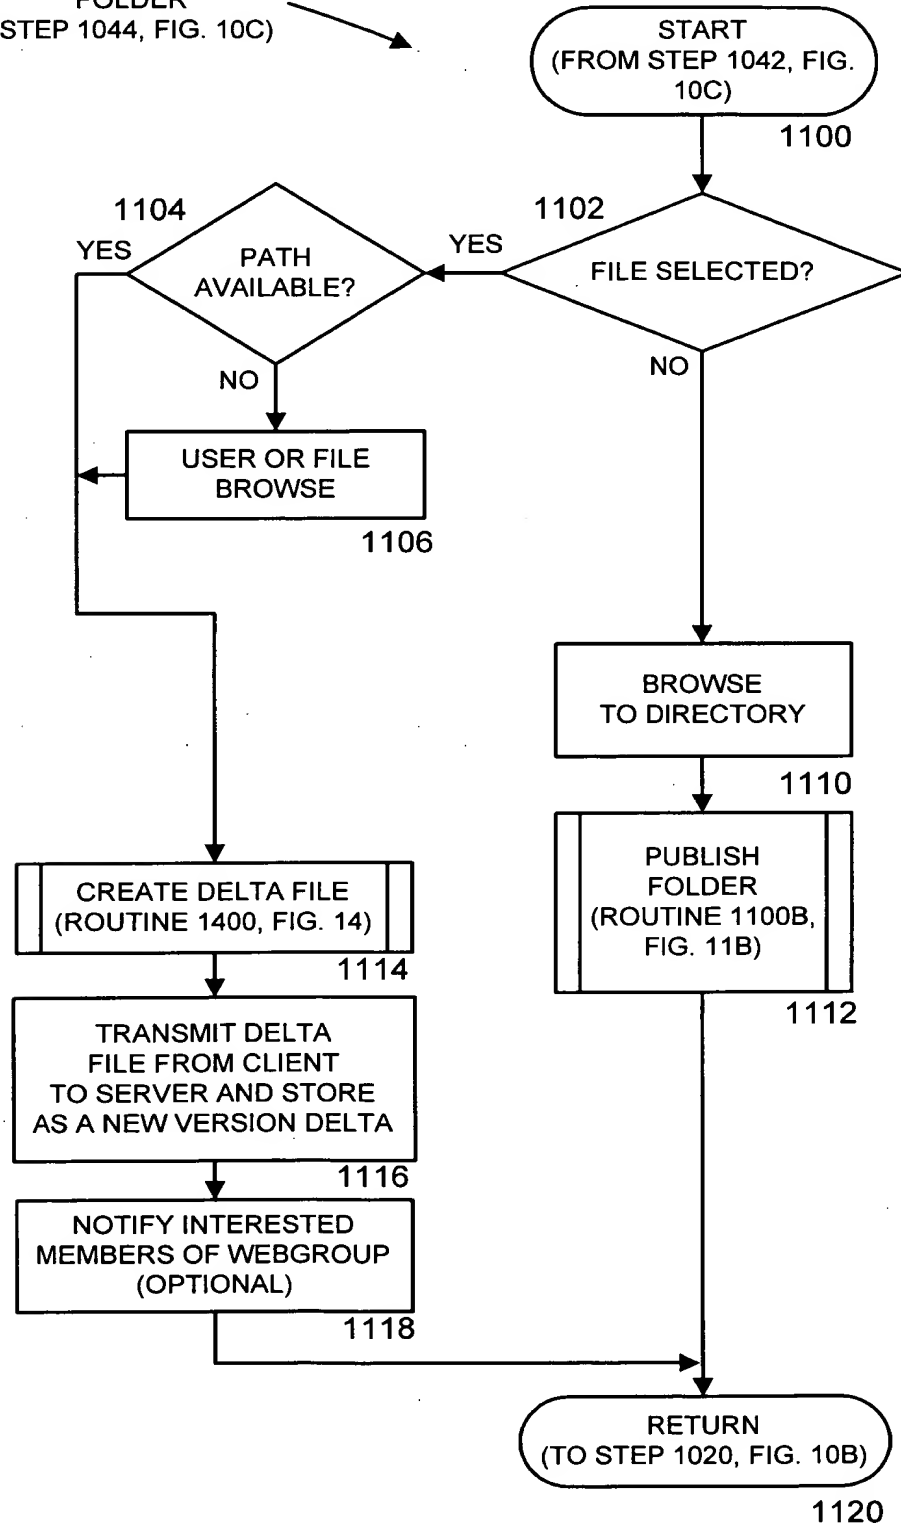 FOLDER
STEP 1044, FIG. 10C)
START
(FROM STEP 1042, FIG.
10C)
1100
1104
1102
YES
YES
PATH
AVAILABLE?
FILE SELECTED?
NO
NO
USER OR FILE
BROWSE
1106
BROWSE
TO DIRECTORY
1110
PUBLISH
FOLDER
(ROUTINE 1100B,
FIG. 11B)
1112
CREATE DELTA FILE
(ROUTINE 1400, FIG. 14)
1114
TRANSMIT DELTA
FILE FROM CLIENT
TO SERVER AND STORE
AS A NEW VERSION DELTA
1116
NOTIFY INTERESTED
MEMBERS OF WEBGROUP
(OPTIONAL)
1118
RETURN
(TO STEP 1020, FIG. 10B)
1120